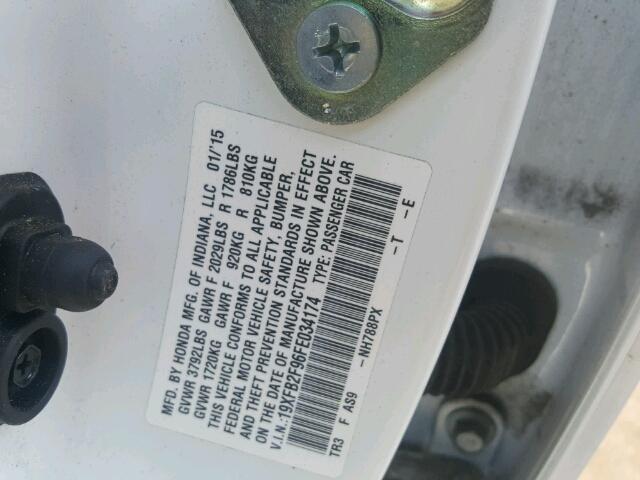 MFD. BY HONDA MFG. OF INDIANA, LLC 01/'15
GVWR 3792LBS GAWR F 2029LBS R 1786LBS
GVWR 1720KG GAWR F 920KG R 810KG
THIS VEHICLE CONFORMS TO ALL APPLICABLE
FEDERAL MOTOR VEHICLE SAFETY, BUMPER,
AND THEFT PREVENTION STANDARDS IN EFFECT
ON THE DATE OF MANUFACTURE SHOWN ABOVE.
V.I.N.:19XFB2F96FE034174 TYPE: PASSENGER CAR
TR3 F AS9 -NH788PX -T -E